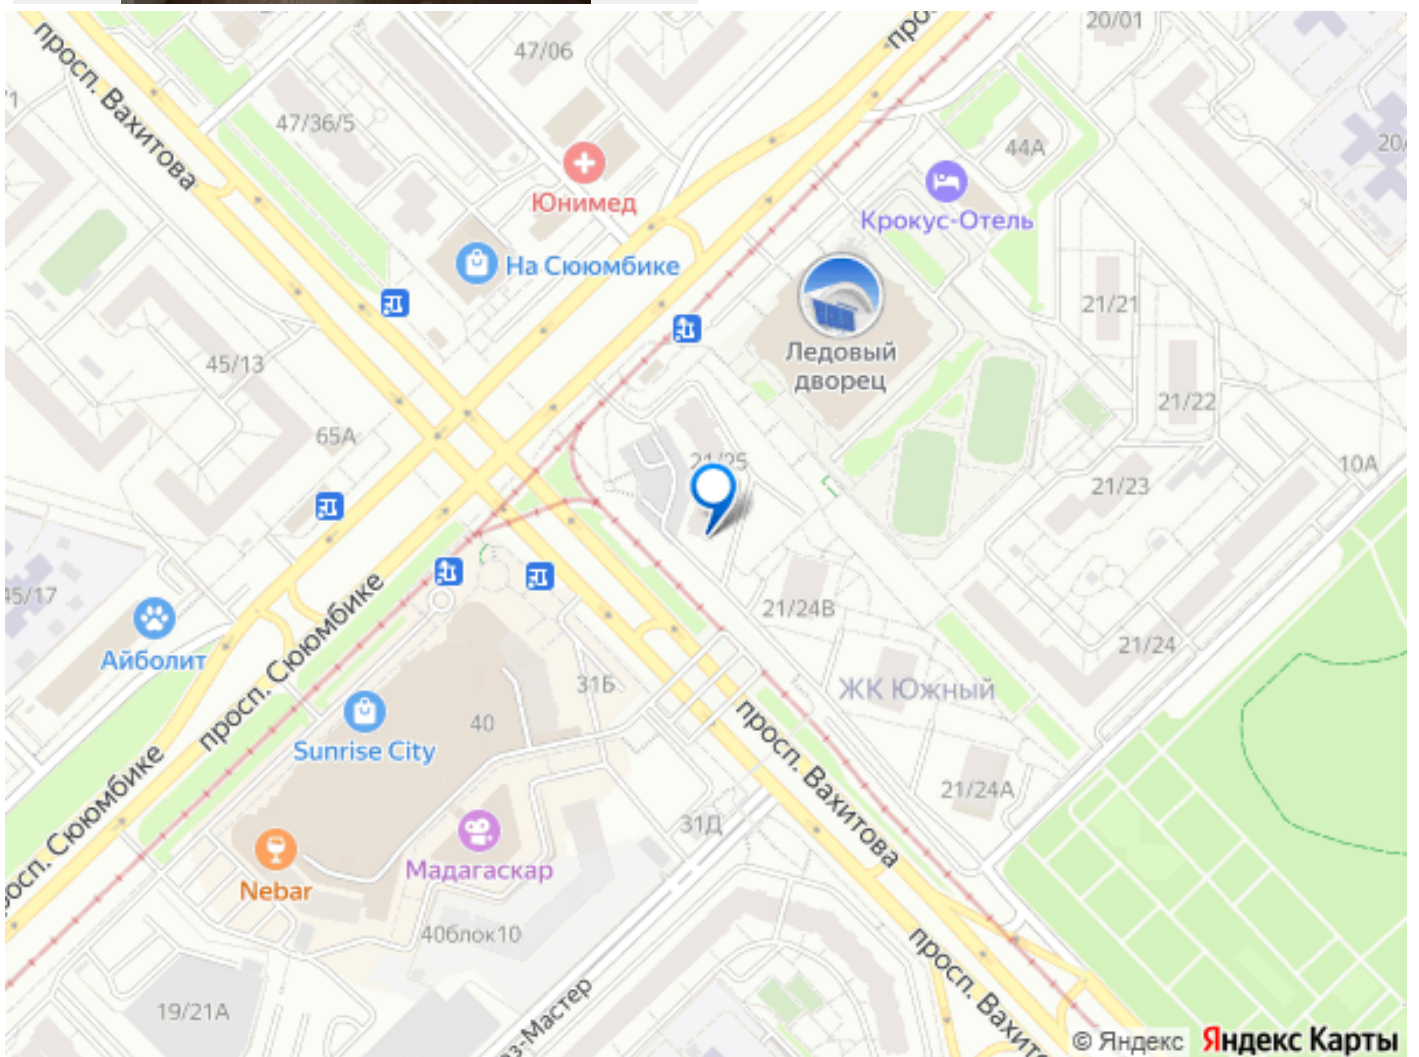 47/06
20/01
просп. Вахитова
47/36/5
44А
Юнимед
Крокус-Отель
На Сююмбике
21/21
Ледовый
дворец
45/13
21/22
65А
21/25
10А
21/23
45/17
21/24В
Айболит
просп. Сююмбике
21/24
31Б
ЖК Южный
40
Sunrise City
просп. Вахитова
21/24А
просп. Сююмбике
31Д
Мадагаскар
Nebar
40блок10
просп. Вахитова
19/21А
© Яндекс Яндекс Карты